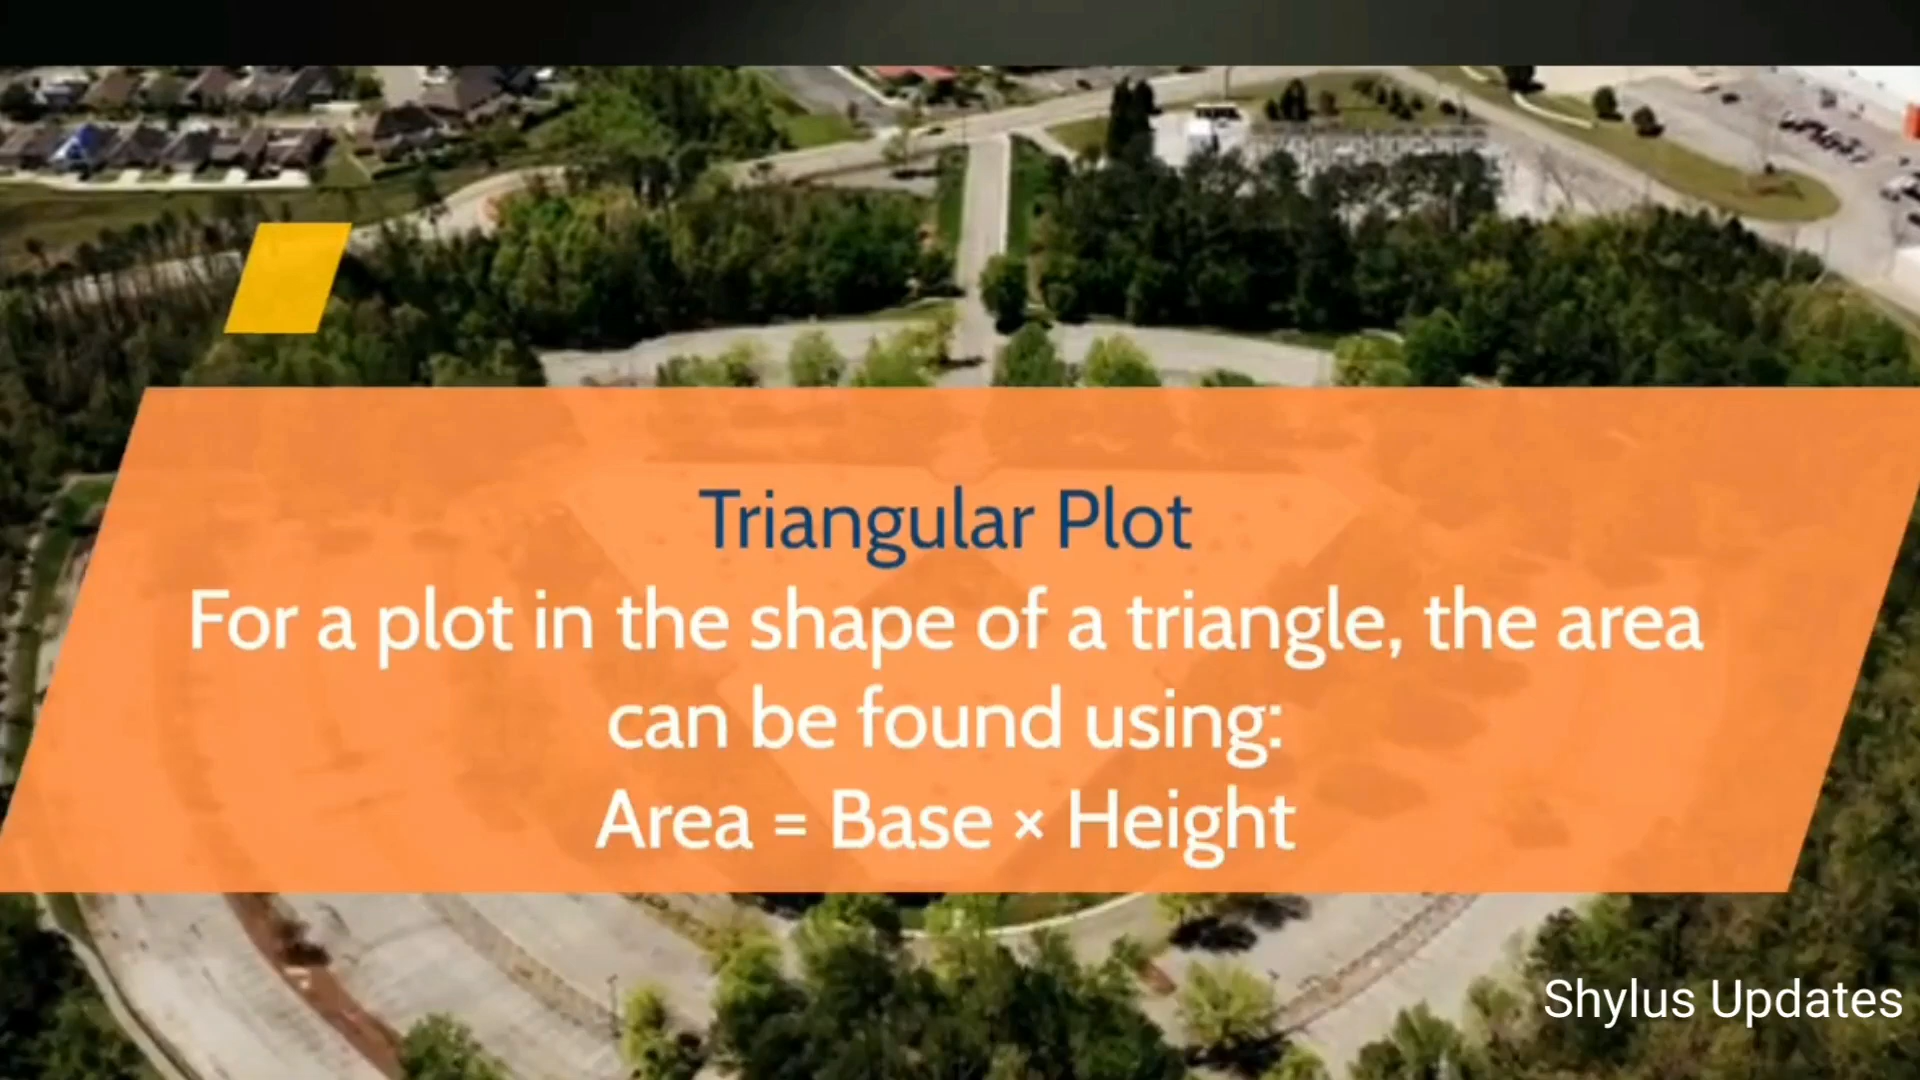 Triangular Plot
For a plot in the shape of a triangle, the area
can be found using:
Area = Base × Height
Shylus Updates